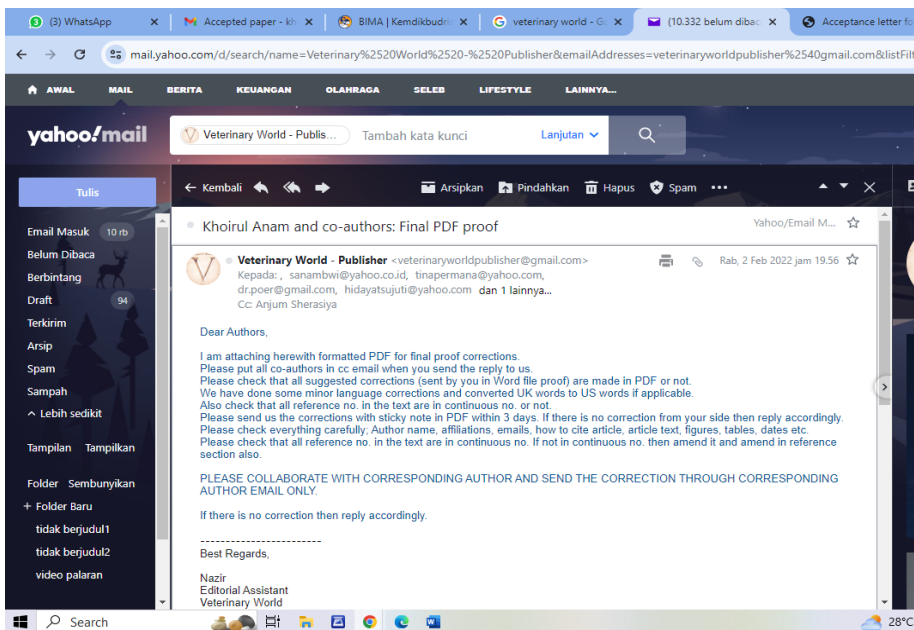 (3) WhatsApp
Accepted paper - kh
BIMA | Kemdikbudri
veterinary world - Go
(10.332 belum dibac
Acceptance letter fo
mail.yahoo.com/d/search/name=Veterinary%2520World%2520-%2520Publisher&emailAddresses=veterinaryworldpublisher%2540gmail.com&listFilt
AWAL MAIL BERITA KEUANGAN OLAHRAGA SELEB LIFESTYLE LAINNYA...
yahoo!mail
Veterinary World - Publis... Tambah kata kunci Lanjutan
Tulis
Kembali Arsipkan Pindahkan Hapus Spam
Email Masuk 10 rb
Belum Dibaca
Berbintang
Draft 94
Terkirim
Arsip
Spam
Sampah
Lebih sedikit
Tampilan Tampilkan
Folder Sembunyikan
+ Folder Baru
tidak berjudul1
tidak berjudul2
video palaran
Khoirul Anam and co-authors: Final PDF proof Yahoo/Email M...
Veterinary World - Publisher <veterinaryworldpublisher@gmail.com> Rab, 2 Feb 2022 jam 19.56
Kepada: , sanambwi@yahoo.co.id, tinapermana@yahoo.com,
dr.poer@gmail.com, hidayatsujuti@yahoo.com dan 1 lainnya...
Cc: Anjum Sherasiya
Dear Authors,
I am attaching herewith formatted PDF for final proof corrections.
Please put all co-authors in cc email when you send the reply to us.
Please check that all suggested corrections (sent by you in Word file proof) are made in PDF or not.
We have done some minor language corrections and converted UK words to US words if applicable.
Also check that all reference no. in the text are in continuous no. or not.
Please send us the corrections with sticky note in PDF within 3 days. If there is no correction from your side then reply accordingly.
Please check everything carefully; Author name, affiliations, emails, how to cite article, article text, figures, tables, dates etc.
Please check that all reference no. in the text are in continuous no. If not in continuous no. then amend it and amend in reference
section also.
PLEASE COLLABORATE WITH CORRESPONDING AUTHOR AND SEND THE CORRECTION THROUGH CORRESPONDING
AUTHOR EMAIL ONLY.
If there is no correction then reply accordingly.
------------------------
Best Regards,
Nazir
Editorial Assistant
Veterinary World
Search
28°C